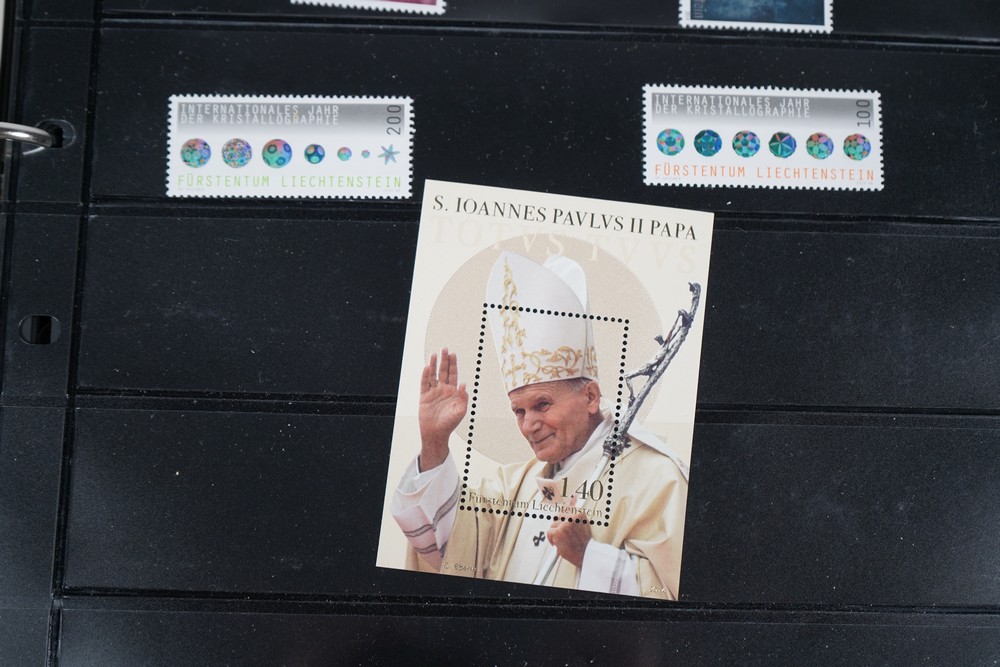 INTERNATIONALES JAHR
DER KRISTALLOGRAPHIE
200
FÜRSTENTUM LIECHTENSTEIN
INTERNATIONALES JAHR
DER KRISTALLOGRAPHIE
100
FÜRSTENTUM LIECHTENSTEIN
S. IOANNES PAVLVS II PAPA
TOTVS TVVS
1.40
Fürstentum Liechtenstein